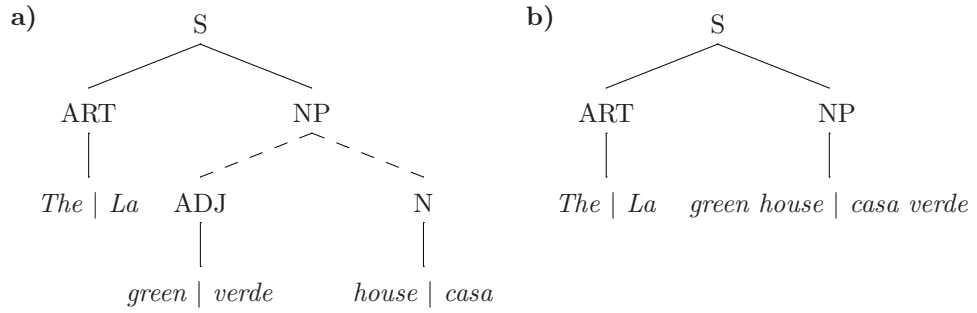 a)
S
ART NP
The | La ADJ N
green | verde house | casa
b)
S
ART NP
The | La green house | casa verde